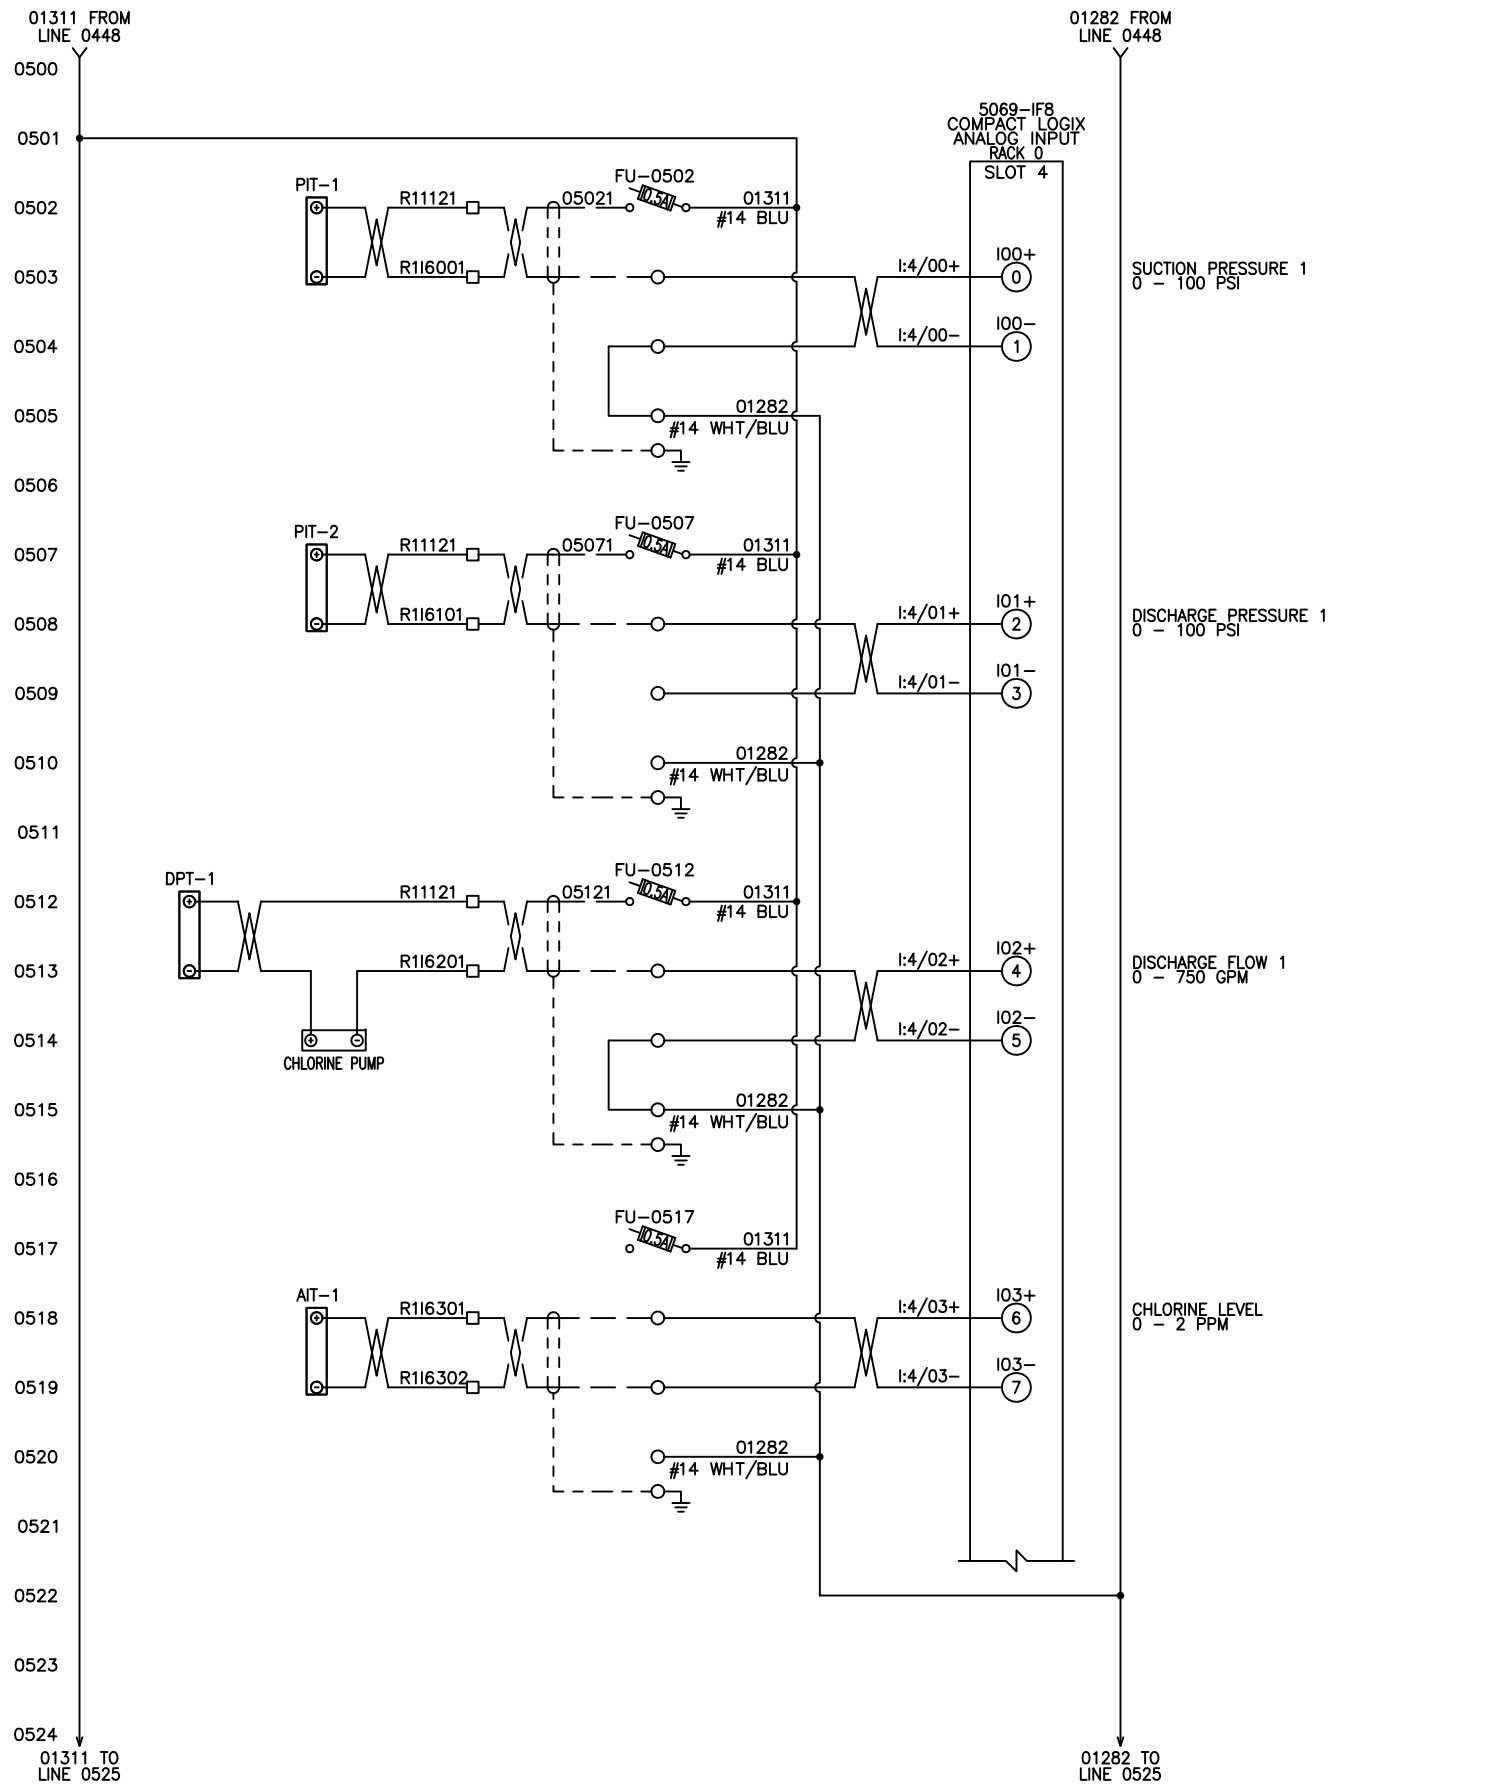 01311 FROM
LINE 0448
01282 FROM
LINE 0448
0500
5069-IF8
COMPACT LOGIX
ANALOG INPUT
RACK 0
SLOT 4
0501
PIT-1
FU-0502
0502
R11121
05021
0.5A
01311
#14 BLU
0503
R1I6001
I:4/00+
I00+
0
SUCTION PRESSURE 1
0 - 100 PSI
0504
I:4/00-
I00-
1
0505
01282
#14 WHT/BLU
0506
PIT-2
FU-0507
0507
R11121
05071
0.5A
01311
#14 BLU
0508
R1I6101
I:4/01+
I01+
2
DISCHARGE PRESSURE 1
0 - 100 PSI
0509
I:4/01-
I01-
3
0510
01282
#14 WHT/BLU
0511
DPT-1
FU-0512
0512
R11121
05121
0.5A
01311
#14 BLU
0513
R1I6201
I:4/02+
I02+
4
DISCHARGE FLOW 1
0 - 750 GPM
0514
CHLORINE PUMP
I:4/02-
I02-
5
0515
01282
#14 WHT/BLU
0516
FU-0517
0517
0.5A
01311
#14 BLU
AIT-1
0518
R1I6301
I:4/03+
I03+
6
CHLORINE LEVEL
0 - 2 PPM
0519
R1I6302
I:4/03-
I03-
7
0520
01282
#14 WHT/BLU
0521
0522
0523
0524
01311 TO
LINE 0525
01282 TO
LINE 0525